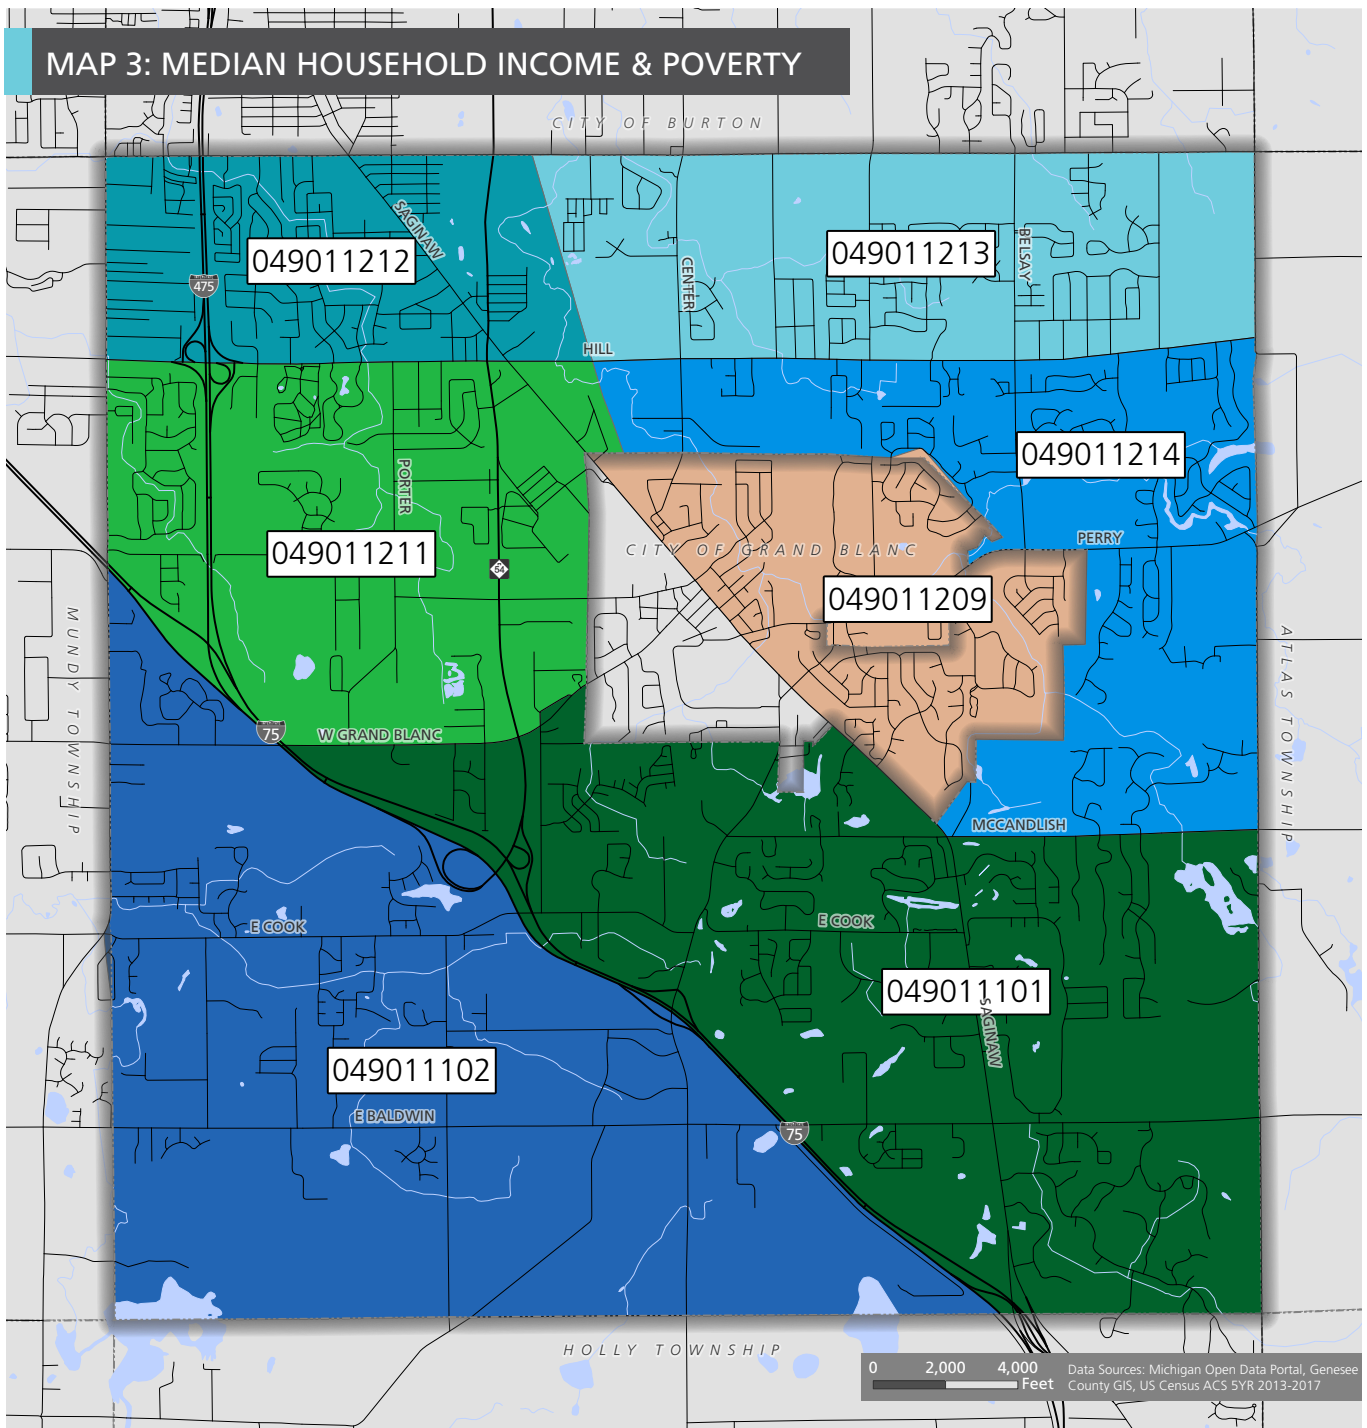 MAP 3: MEDIAN HOUSEHOLD INCOME & POVERTY
CITY OF BURTON
SAGINAW
049011212
049011213
BELSAY
CENTER
475
HILL
049011214
PORTER
PERRY
CITY OF GRAND BLANC
049011211
54
049011209
MUNDY TOWNSHIP
ATLAS TOWNSHIP
75
W GRAND BLANC
MCCANDLISH
E COOK
E COOK
049011101
SAGINAW
049011102
E BALDWIN
75
HOLLY TOWNSHIP
0 2,000 4,000
Feet
Data Sources: Michigan Open Data Portal, Genesee
County GIS, US Census ACS 5YR 2013-2017